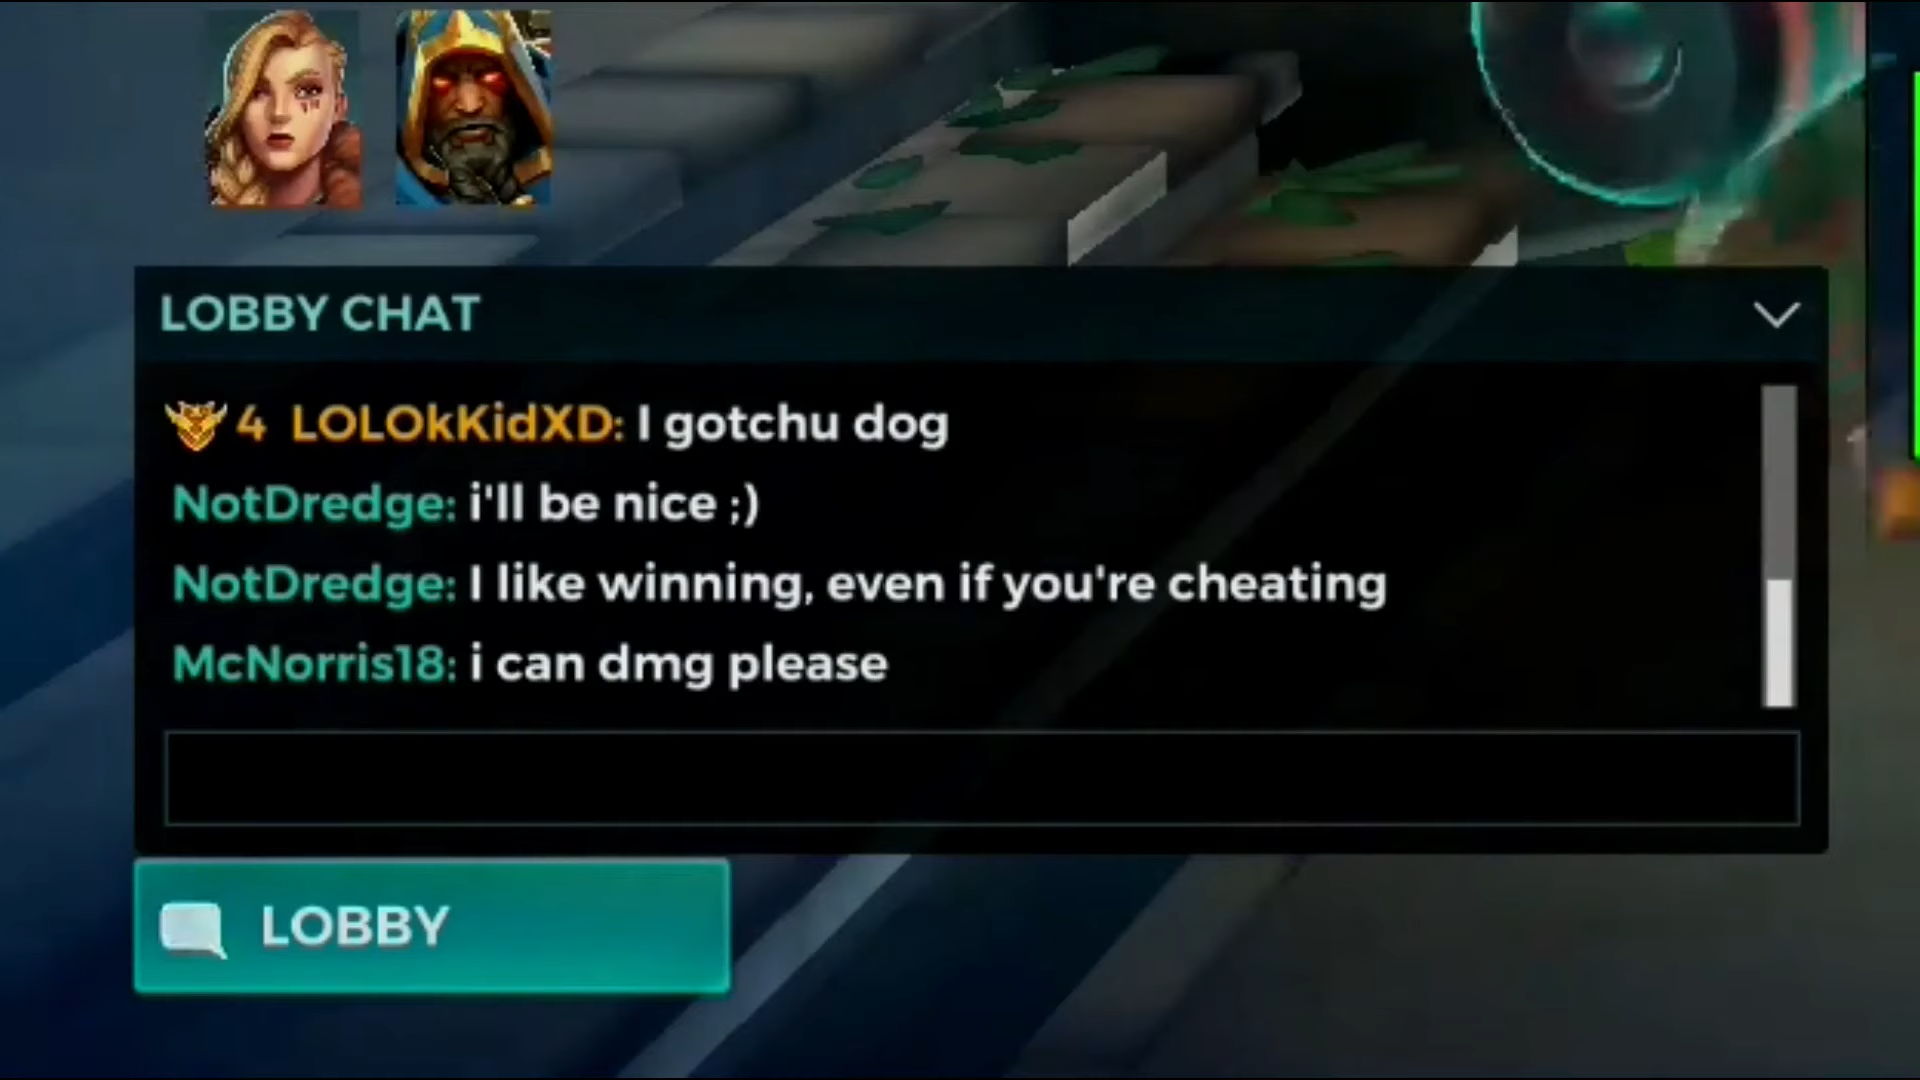 LOBBY CHAT
4 LOLOkKidXD: I gotchu dog
NotDredge: i'll be nice ;)
NotDredge: I like winning, even if you're cheating
McNorris18: i can dmg please
LOBBY